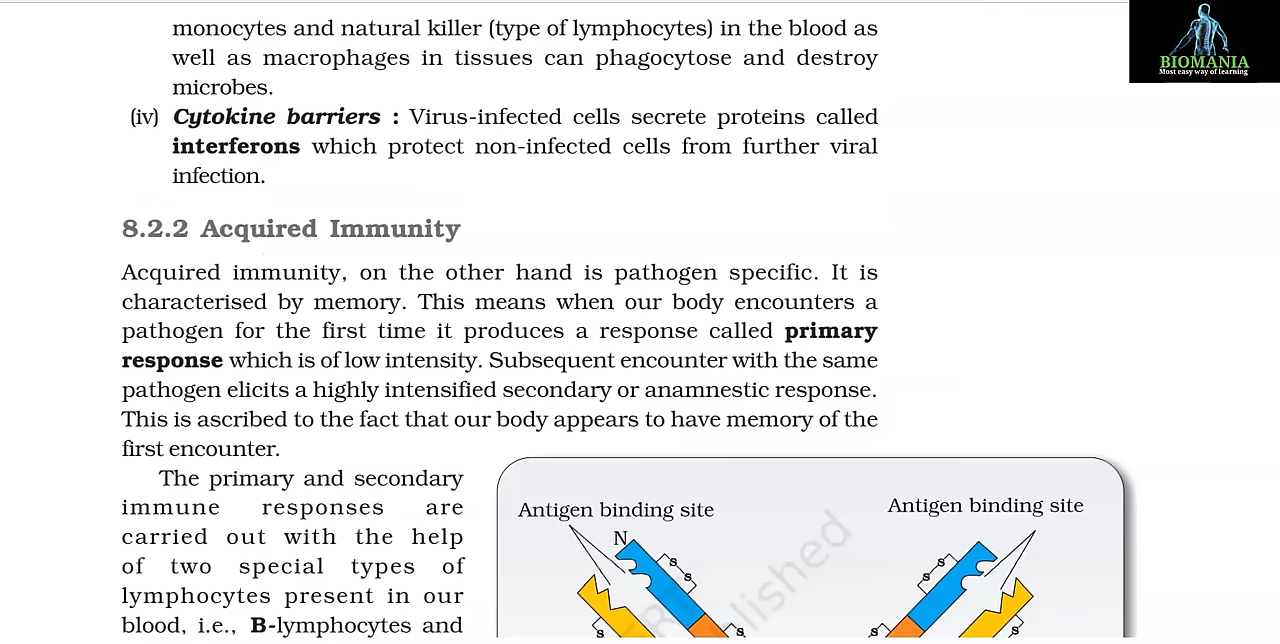 monocytes and natural killer (type of lymphocytes) in the blood as
well as macrophages in tissues can phagocytose and destroy
microbes.
(iv) Cytokine barriers : Virus-infected cells secrete proteins called
interferons which protect non-infected cells from further viral
infection.
BIOMANIA
Most easy way of learning
8.2.2 Acquired Immunity
Acquired immunity, on the other hand is pathogen specific. It is
characterised by memory. This means when our body encounters a
pathogen for the first time it produces a response called primary
response which is of low intensity. Subsequent encounter with the same
pathogen elicits a highly intensified secondary or anamnestic response.
This is ascribed to the fact that our body appears to have memory of the
first encounter.
The primary and secondary
immune responses are
carried out with the help
of two special types of
lymphocytes present in our
blood, i.e., B-lymphocytes and
Antigen binding site
Antigen binding site
N
s
s
s
s
s
s
s
s